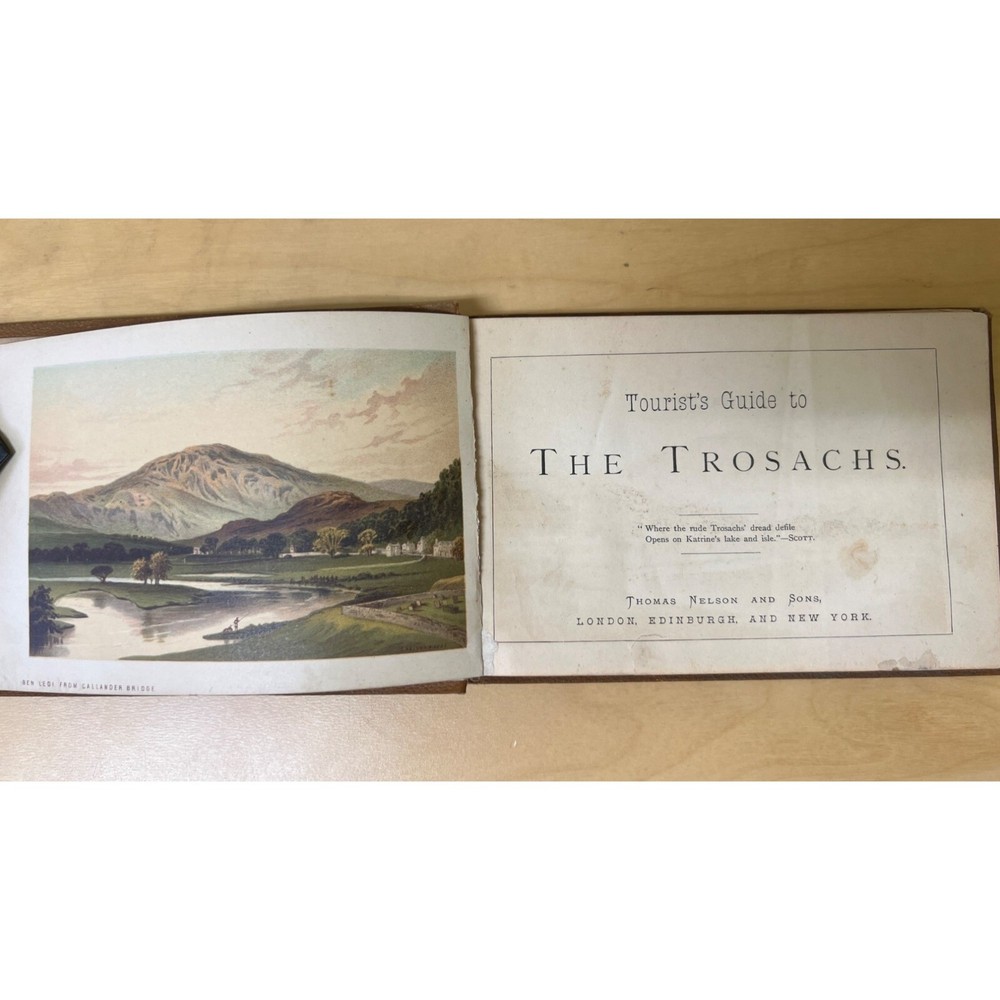 BEN LEDI FROM CALLANDER BRIDGE
Tourist's Guide to
THE TROSACHS.
"Where the rude Trosachs' dread defile
Opens on Katrine's lake and isle."—SCOTT.
THOMAS NELSON AND SONS,
LONDON, EDINBURGH, AND NEW YORK.